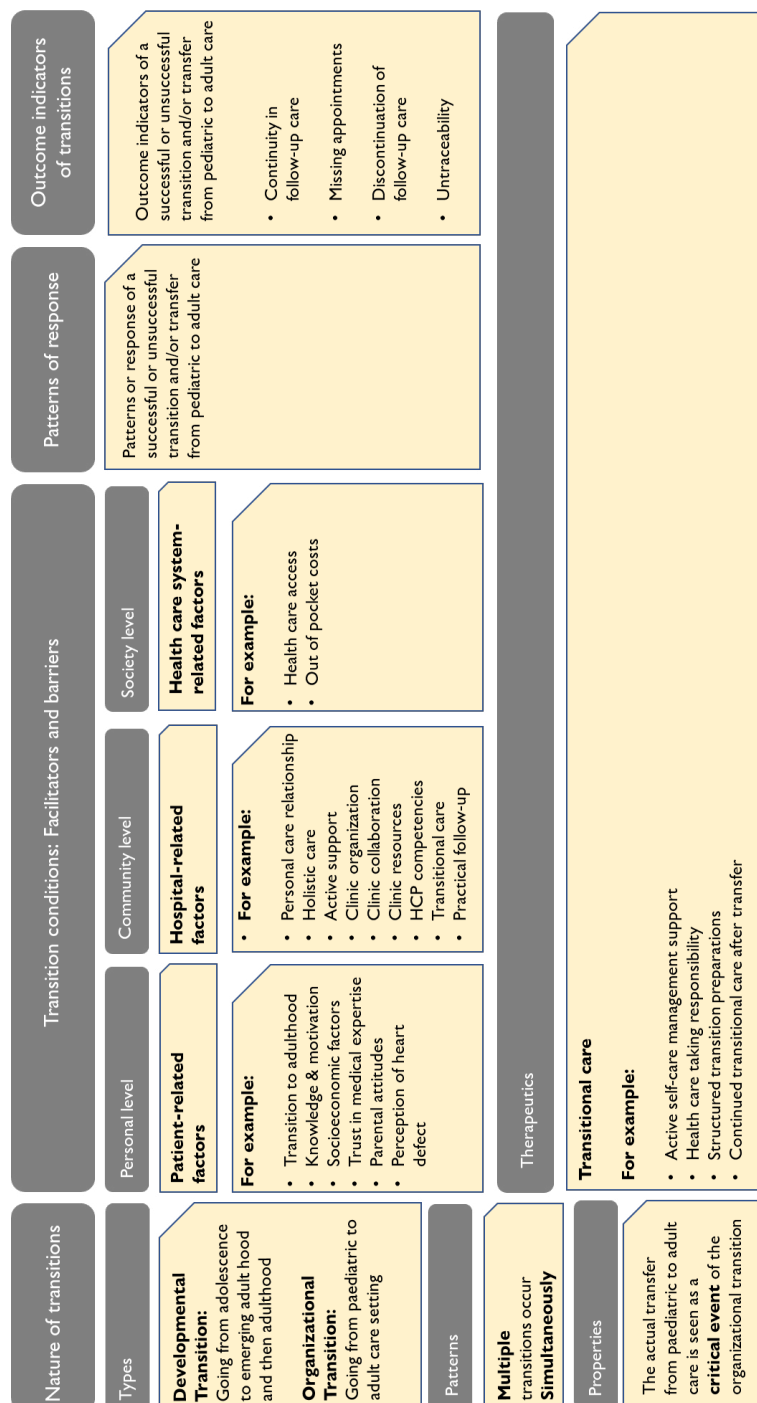 Nature of transitions
Types
Developmental
Transition:
Going from adolescence
to emerging adult hood
and then adulthood
Organizational
Transition:
Going from paediatric to
adult care setting
Patterns
Multiple
transitions occur
Simultaneously
Properties
The actual transfer
from paediatric to adult
care is seen as a
critical event of the
organizational transition
Transition conditions: Facilitators and barriers
Personal level
Patient-related
factors
For example:
• Transition to adulthood
• Knowledge & motivation
• Socioeconomic factors
• Trust in medical expertise
• Parental attitudes
• Perception of heart
defect
Community level
Hospital-related
factors
• For example:
• Personal care relationship
• Holistic care
• Active support
• Clinic organization
• Clinic collaboration
• Clinic resources
• HCP competencies
• Transitional care
• Practical follow-up
Society level
Health care system-
related factors
For example:
• Health care access
• Out of pocket costs
Patterns of response
Patterns or response of a
successful or unsuccessful
transition and/or transfer
from pediatric to adult care
Outcome indicators
of transitions
Outcome indicators of a
successful or unsuccessful
transition and/or transfer
from pediatric to adult care
• Continuity in
follow-up care
• Missing appointments
• Discontinuation of
follow-up care
• Untraceability
Therapeutics
Transitional care
For example:
• Active self-care management support
• Health care taking responsibility
• Structured transition preparations
• Continued transitional care after transfer